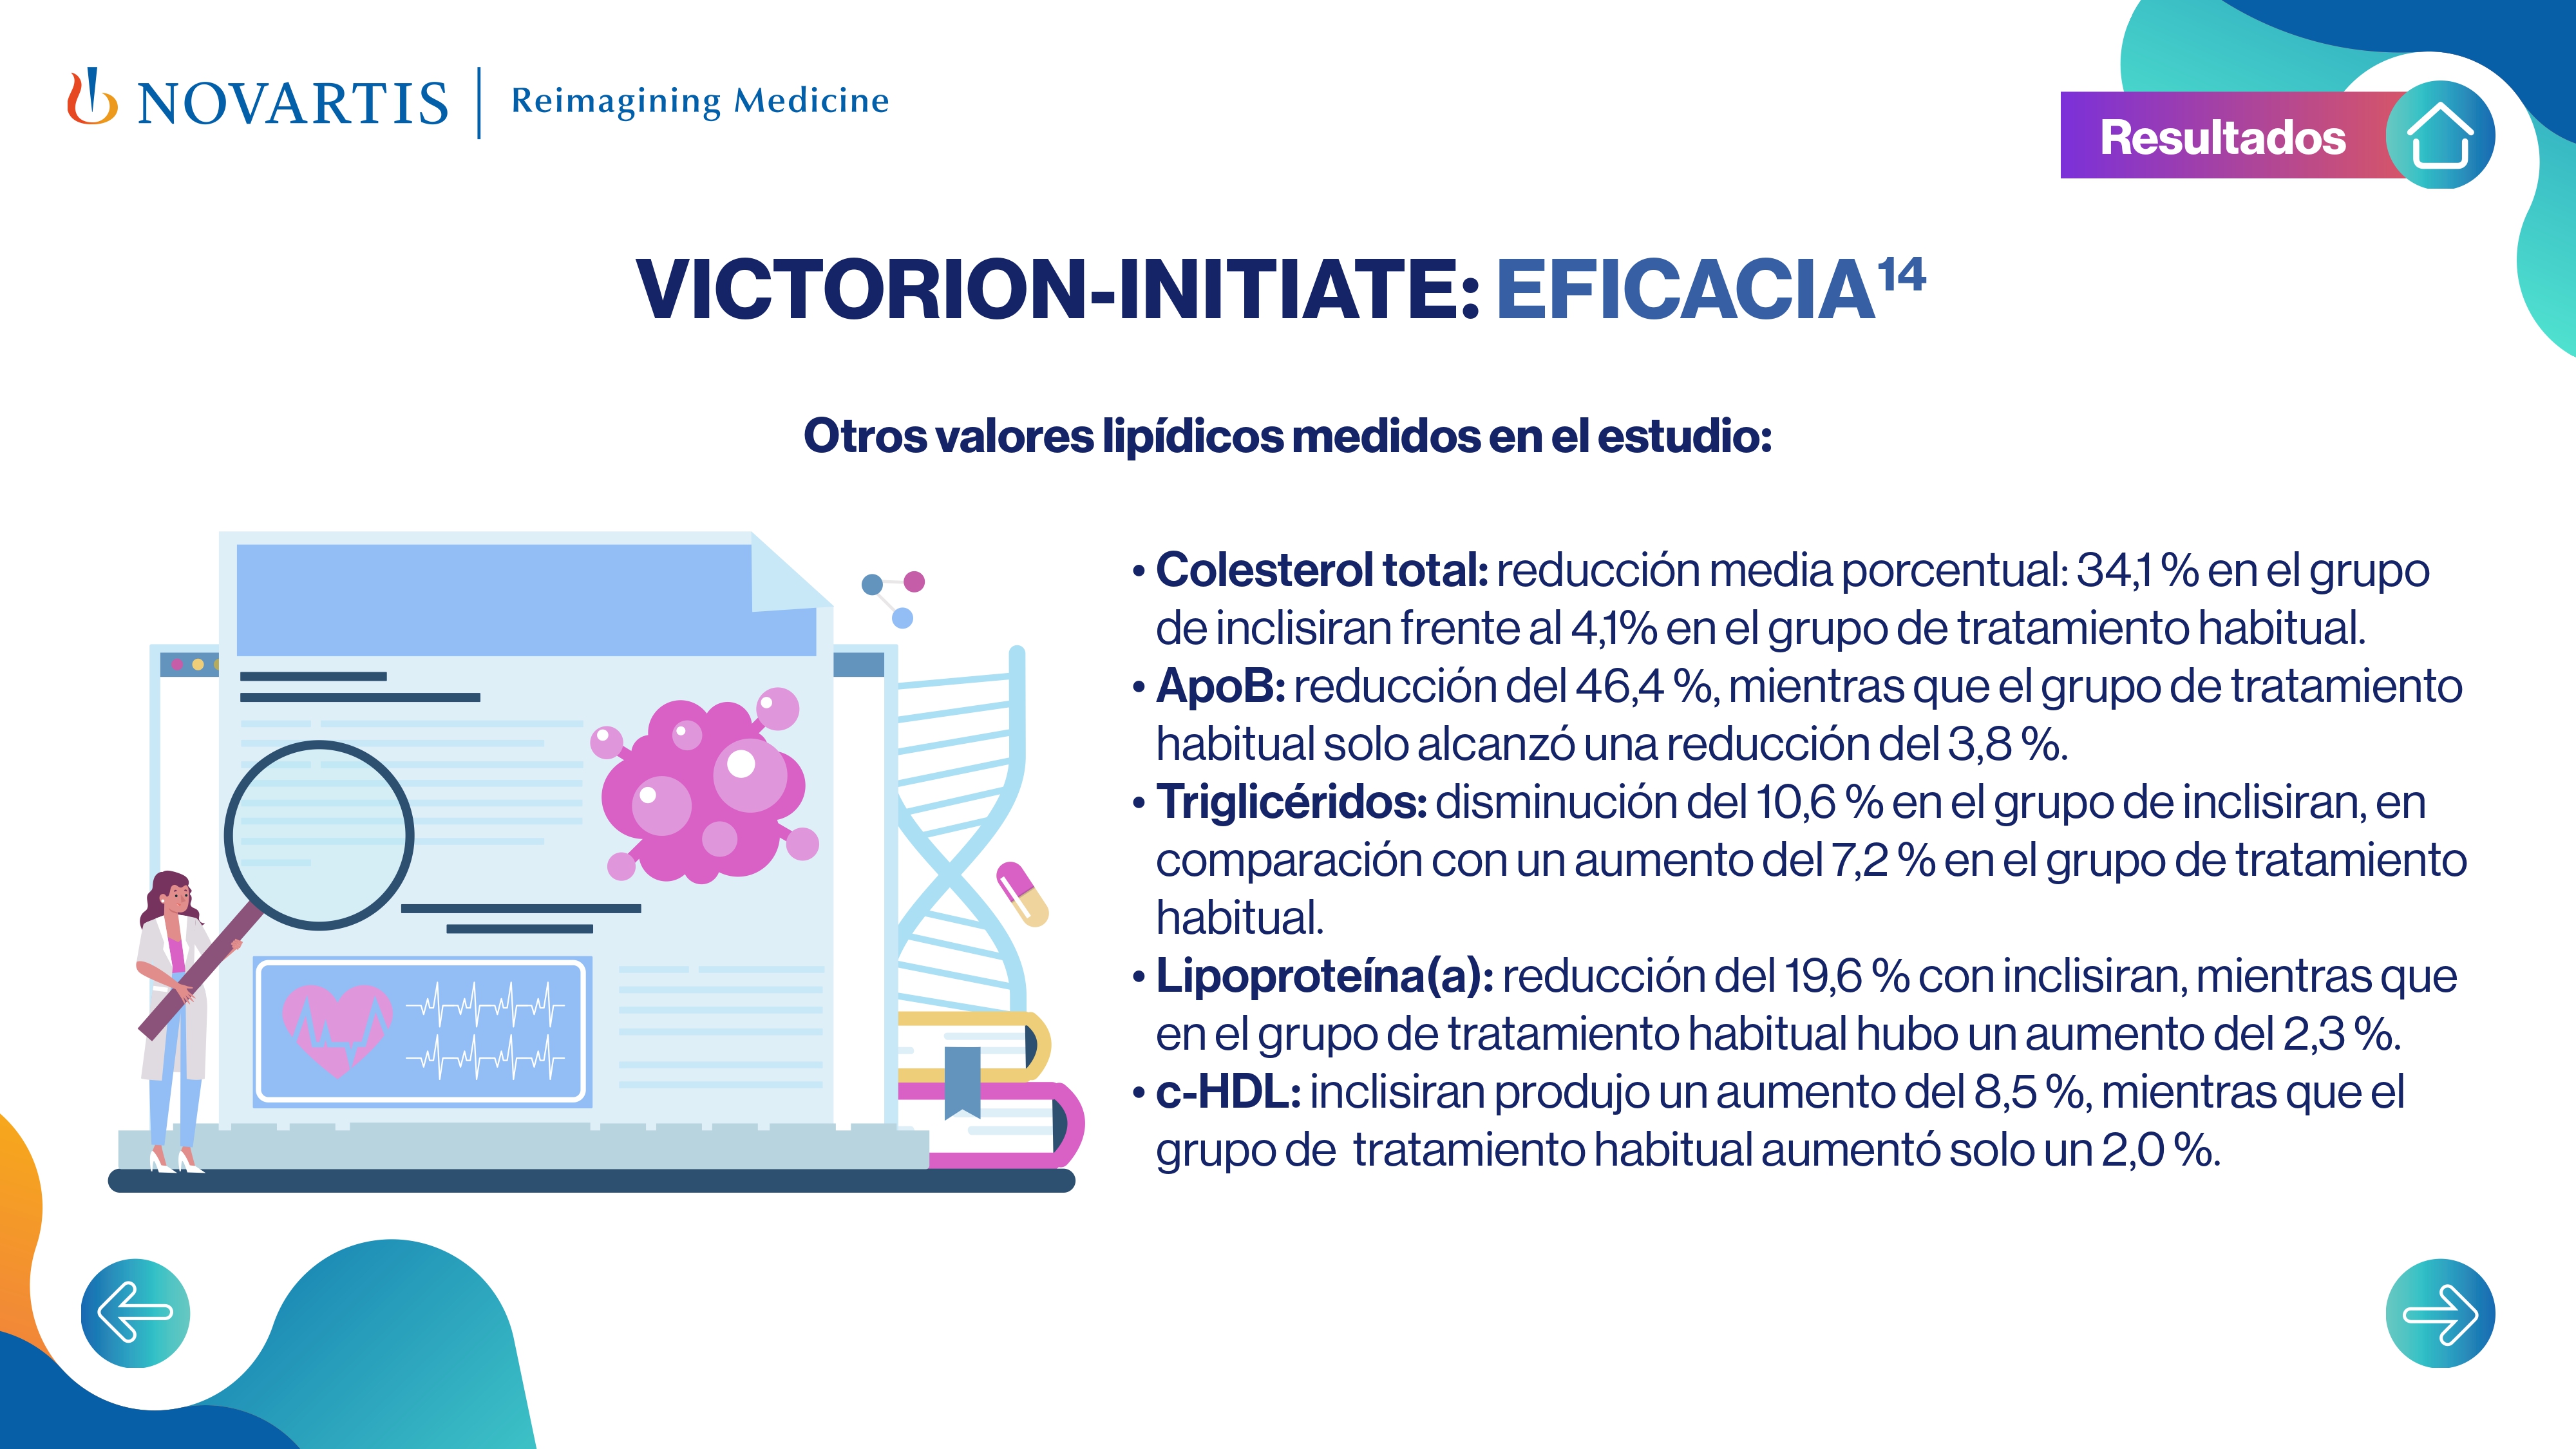 NOVARTIS | Reimagining Medicine
Resultados
VICTORION-INITIATE: EFICACIA¹⁴
Otros valores lipídicos medidos en el estudio:
• Colesterol total: reducción media porcentual: 34,1 % en el grupo
de inclisiran frente al 4,1% en el grupo de tratamiento habitual.
• ApoB: reducción del 46,4 %, mientras que el grupo de tratamiento
habitual solo alcanzó una reducción del 3,8 %.
• Triglicéridos: disminución del 10,6 % en el grupo de inclisiran, en
comparación con un aumento del 7,2 % en el grupo de tratamiento
habitual.
• Lipoproteína(a): reducción del 19,6 % con inclisiran, mientras que
en el grupo de tratamiento habitual hubo un aumento del 2,3 %.
• c-HDL: inclisiran produjo un aumento del 8,5 %, mientras que el
grupo de  tratamiento habitual aumentó solo un 2,0 %.